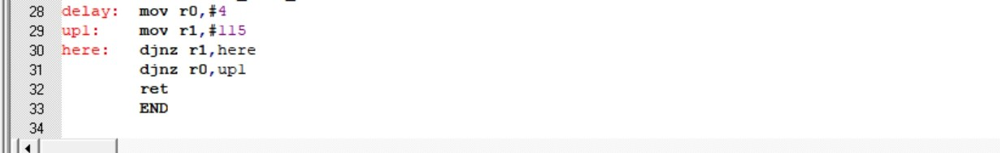 28 delay: mov r0,#4
29 up1: mov r1,#115
30 here: djnz r1,here
31 djnz r0,up1
32 ret
33 END
34